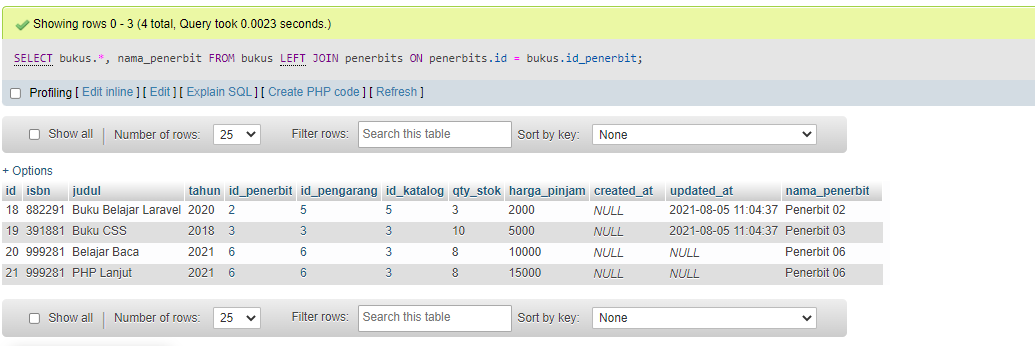 Showing rows 0 - 3 (4 total, Query took 0.0023 seconds.)
SELECT bukus.*, nama_penerbit FROM bukus LEFT JOIN penerbits ON penerbits.id = bukus.id_penerbit;
Profiling [ Edit inline ] [ Edit ] [ Explain SQL ] [ Create PHP code ] [ Refresh ]
Show all | Number of rows: 25 Filter rows: Search this table Sort by key: None
+ Options
id isbn judul tahun id_penerbit id_pengarang id_katalog qty_stok harga_pinjam created_at updated_at nama_penerbit
18 882291 Buku Belajar Laravel 2020 2 5 5 3 2000 NULL 2021-08-05 11:04:37 Penerbit 02
19 391881 Buku CSS 2018 3 3 3 10 5000 NULL 2021-08-05 11:04:37 Penerbit 03
20 999281 Belajar Baca 2021 6 6 3 8 10000 NULL NULL Penerbit 06
21 999281 PHP Lanjut 2021 6 6 3 8 15000 NULL NULL Penerbit 06
Show all | Number of rows: 25 Filter rows: Search this table Sort by key: None